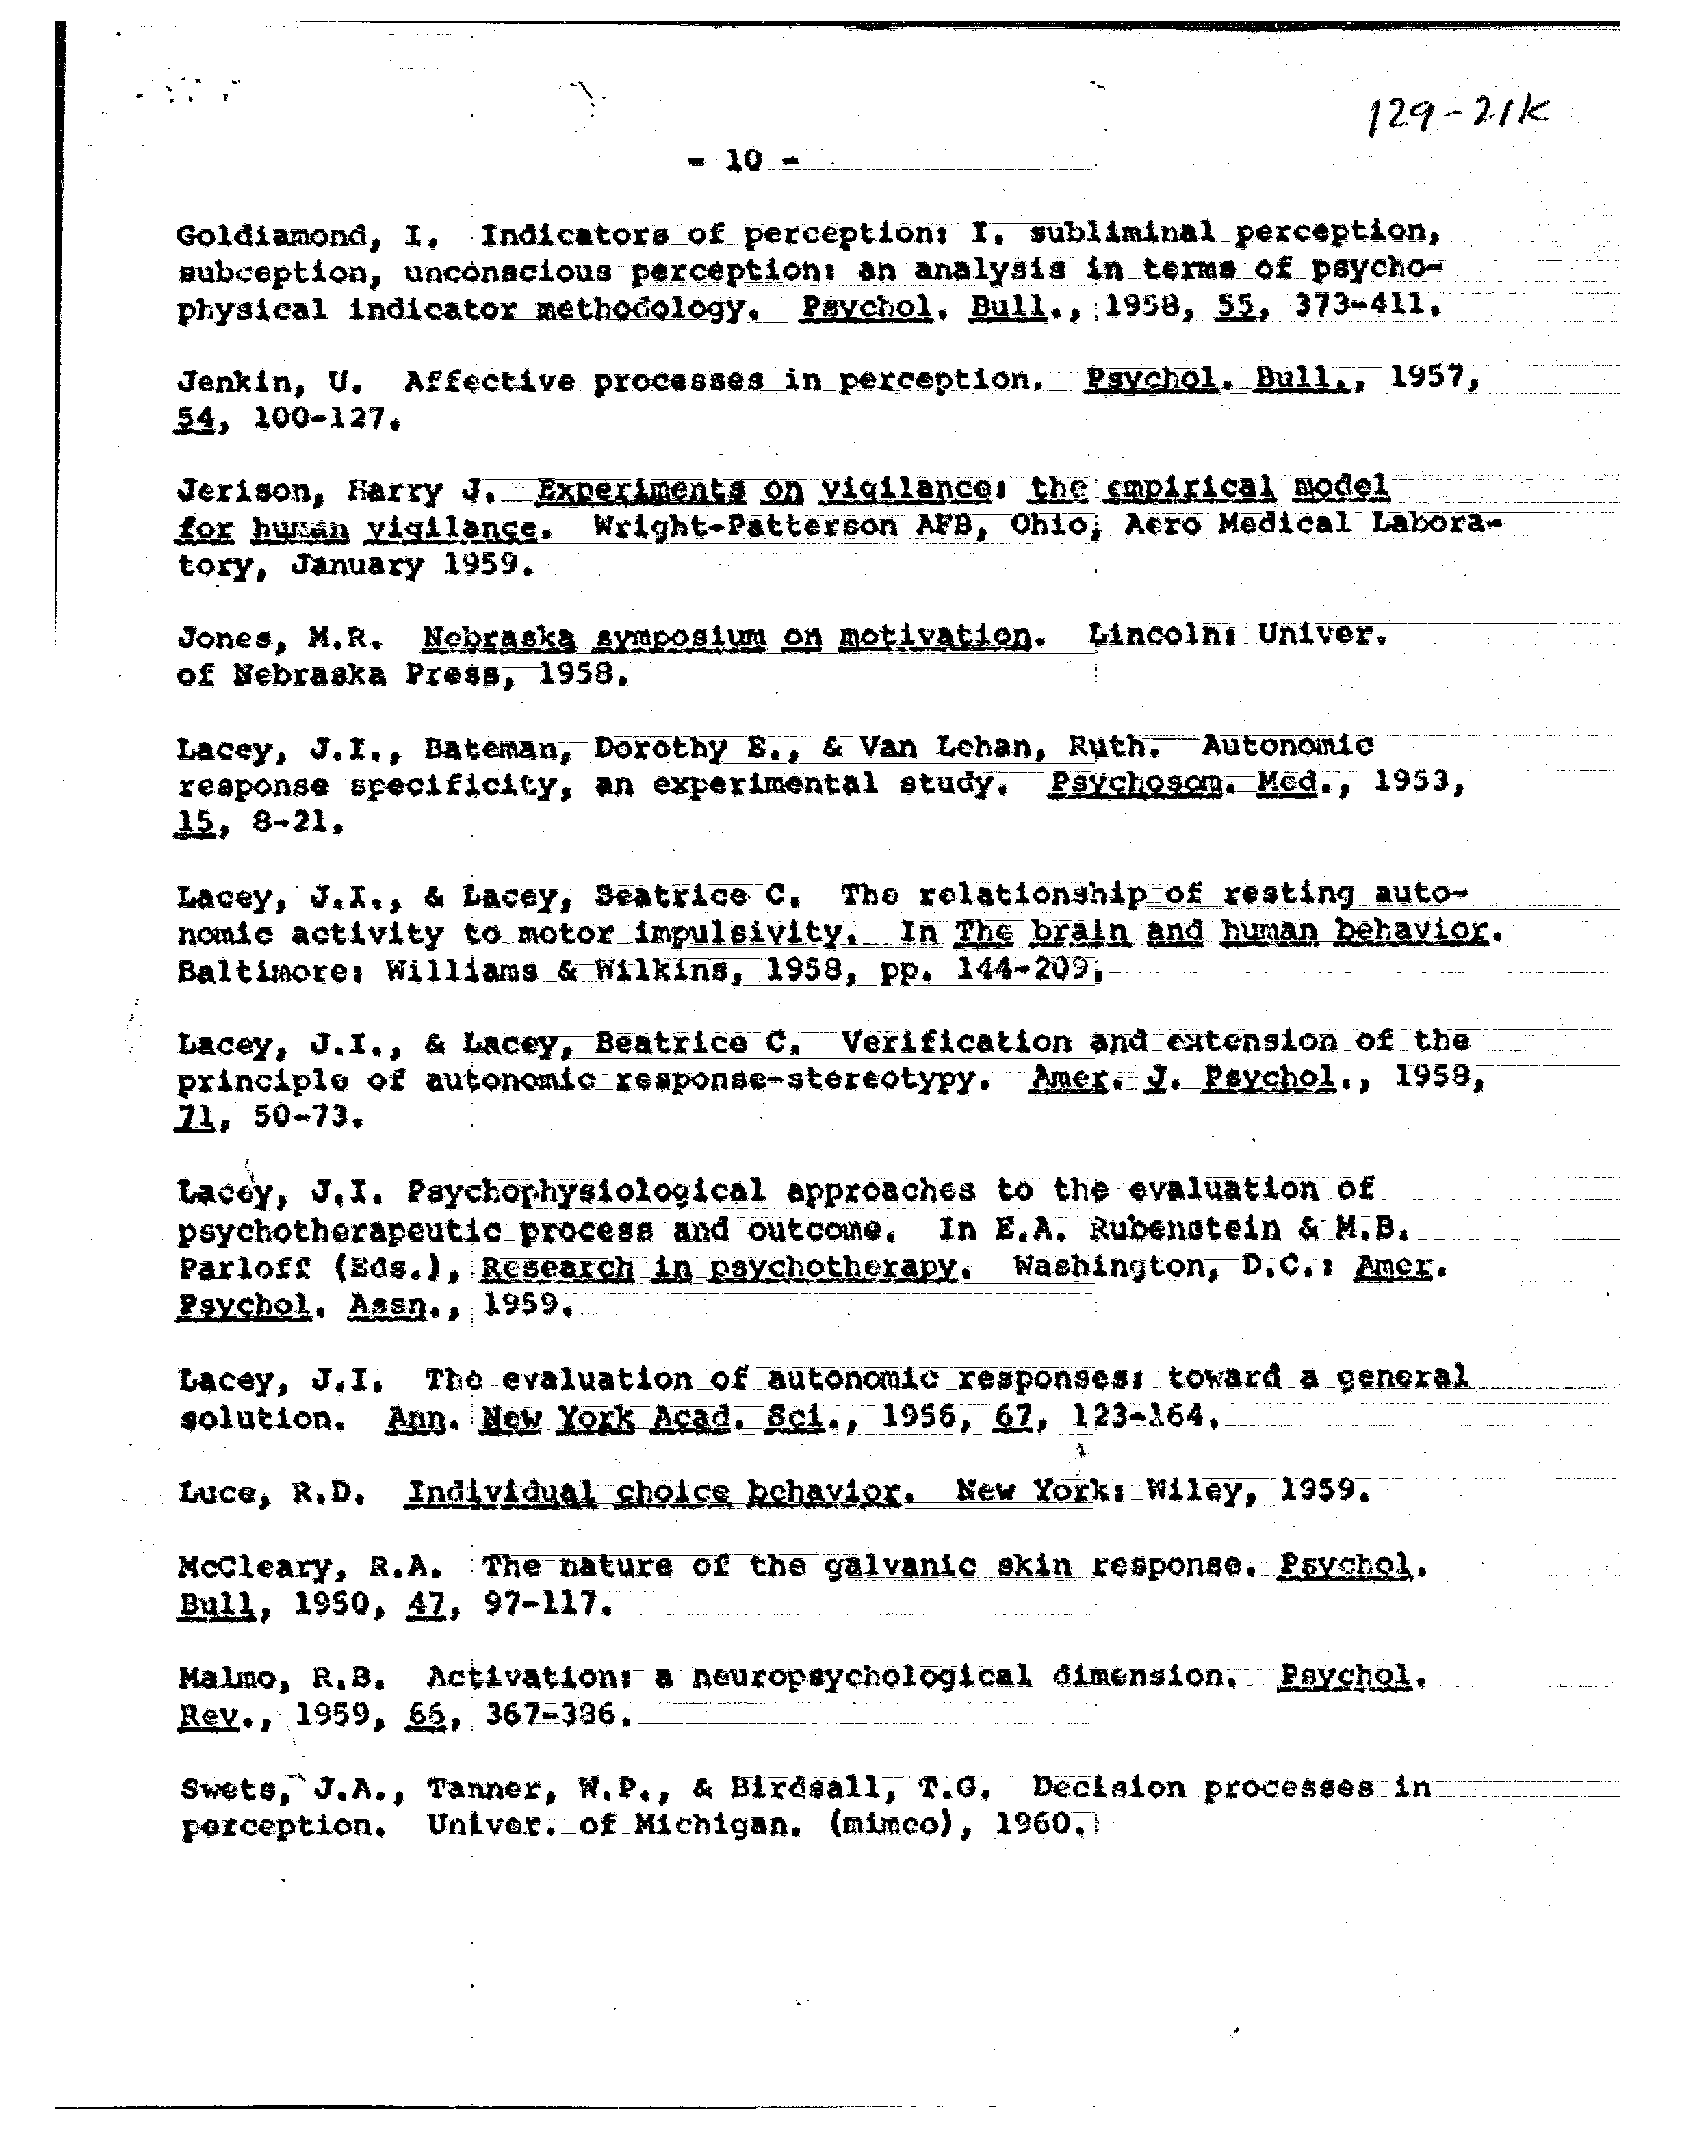 129-21K
- 10 -
Goldiamond, I. Indicators of perception: I. subliminal perception,
subception, unconscious perception: an analysis in terms of psycho-
physical indicator methodology. Psychol. Bull., 1958, 55, 373-411.
Jenkin, U. Affective processes in perception. Psychol. Bull., 1957,
54, 100-127.
Jerison, Harry J. Experiments on vigilance: the empirical model
for human vigilance. Wright-Patterson AFB, Ohio; Aero Medical Labora-
tory, January 1959.
Jones, M.R. Nebraska symposium on motivation. Lincoln: Univer.
of Nebraska Press, 1958.
Lacey, J.I., Bateman, Dorothy E., & Van Lehan, Ruth. Autonomic
response specificity, an experimental study. Psychosom. Med., 1953,
15, 8-21.
Lacey, J.I., & Lacey, Beatrice C. The relationship of resting auto-
nomic activity to motor impulsivity. In The brain and human behavior.
Baltimore: Williams & Wilkins, 1958, pp. 144-209.
Lacey, J.I., & Lacey, Beatrice C. Verification and extension of the
principle of autonomic response-stereotypy. Amer. J. Psychol., 1958,
71, 50-73.
Lacey, J.I. Psychophysiological approaches to the evaluation of
psychotherapeutic process and outcome. In E.A. Rubenstein & M.B.
Parloff (Eds.), Research in psychotherapy. Washington, D.C.: Amer.
Psychol. Assn., 1959.
Lacey, J.I. The evaluation of autonomic responses: toward a general
solution. Ann. New York Acad. Sci., 1956, 67, 123-164.
Luce, R.D. Individual choice behavior. New York: Wiley, 1959.
McCleary, R.A. The nature of the galvanic skin response. Psychol.
Bull, 1950, 47, 97-117.
Malmo, R.B. Activation: a neuropsychological dimension. Psychol.
Rev., 1959, 66, 367-386.
Swets, J.A., Tanner, W.P., & Birdsall, T.G. Decision processes in
perception. Univer. of Michigan. (mimeo), 1960.